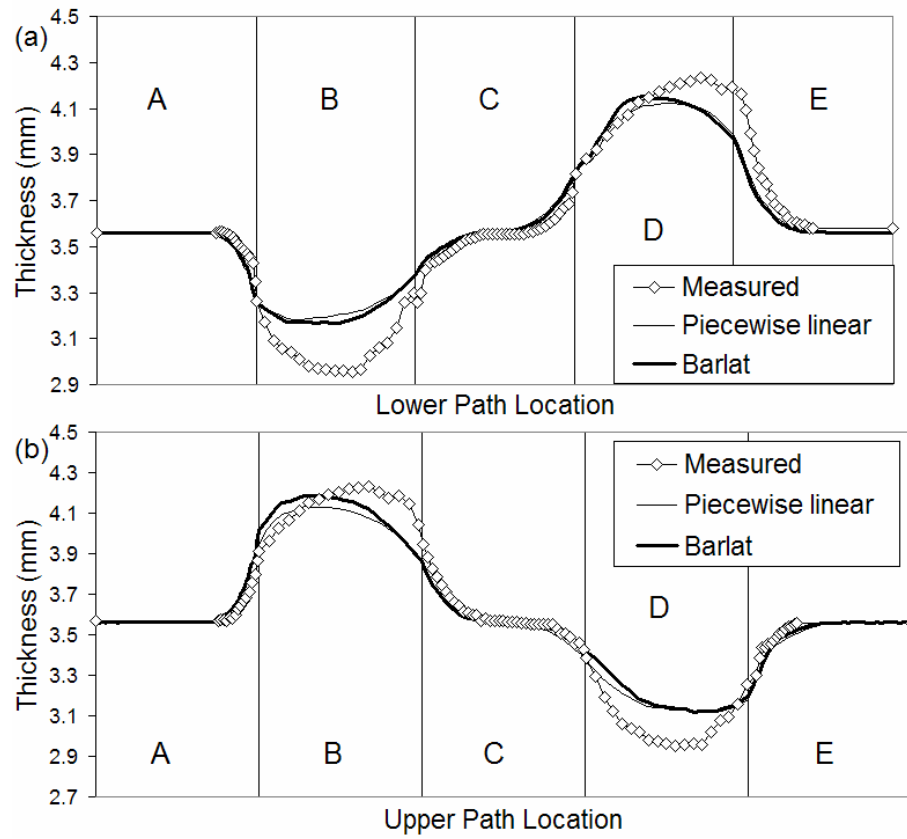 (a)
4.5
4.3
4.1
3.9
3.7
3.5
3.3
3.1
2.9
Thickness (mm)
A
B
C
D
E
Measured
Piecewise linear
Barlat
Lower Path Location
(b)
4.5
4.3
4.1
3.9
3.7
3.5
3.3
3.1
2.9
2.7
Thickness (mm)
Measured
Piecewise linear
Barlat
A
B
C
D
E
Upper Path Location